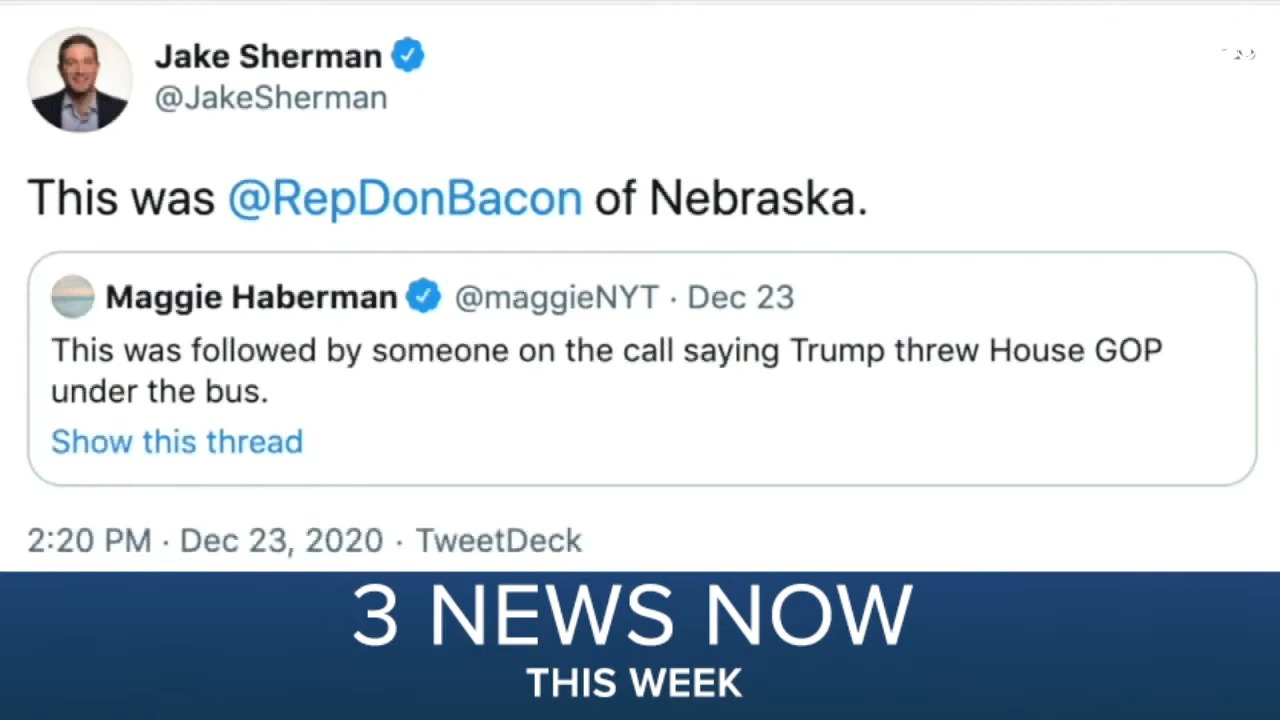 Jake Sherman
@JakeSherman
This was @RepDonBacon of Nebraska.
Maggie Haberman @maggieNYT · Dec 23
This was followed by someone on the call saying Trump threw House GOP
under the bus.
Show this thread
2:20 PM · Dec 23, 2020 · TweetDeck
3 NEWS NOW
THIS WEEK